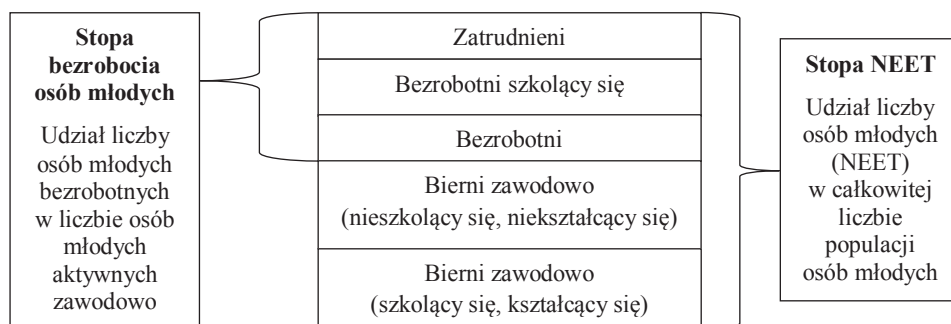 Stopa
bezrobocia
osób młodych
Udział liczby
osób młodych
bezrobotnych
w liczbie osób
młodych
aktywnych
zawodowo
Zatrudnieni
Bezrobotni szkolący się
Bezrobotni
Bierni zawodowo
(nieszkolący się, niekształcący się)
Bierni zawodowo
(szkolący się, kształcący się)
Stopa NEET
Udział liczby
osób młodych
(NEET)
w całkowitej
liczbie
populacji
osób młodych